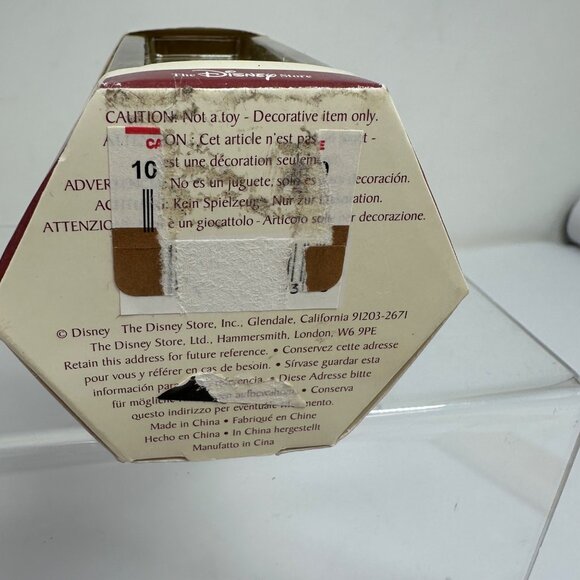 The Disney Store
CAUTION: Not a toy - Decorative item only.
: Cet article n'est pas
est une décoration seulem
No es un juguete, solo es decoración.
Kein Spielzeug - Nur zur
ATTENZIO e un giocattolo - Articolo solo per decorazione.
10
3
© Disney The Disney Store, Inc., Glendale, California 91203-2671
The Disney Store, Ltd., Hammersmith, London, W6 9PE
Retain this address for future reference. • Conservez cette adresse
pour vous y référer en cas de besoin. • Sírvase guardar esta
información par • Diese Adresse bitte
für • Conserva
questo indirizzo per eventuale
Made in China • Fabriqué en Chine
Hecho en China • In China hergestellt
Manufatto in Cina